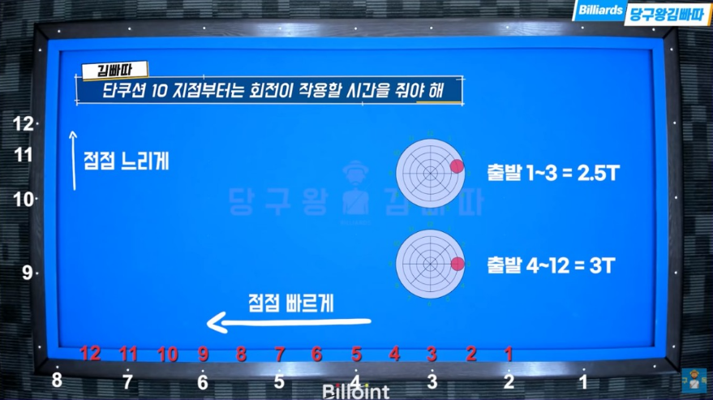 Billiards 당구왕김빠따
김빠따
단쿠션 10 지점부터는 회전이 작용할 시간을 줘야 해
12
11
10
9
점점 느리게
출발 1~3 = 2.5T
당구왕 김빠따
출발 4~12 = 3T
점점 빠르게
12 11 10 9 8 7 6 5 4 3 2 1
8 7 6 5 4 3 2 1
Billoint